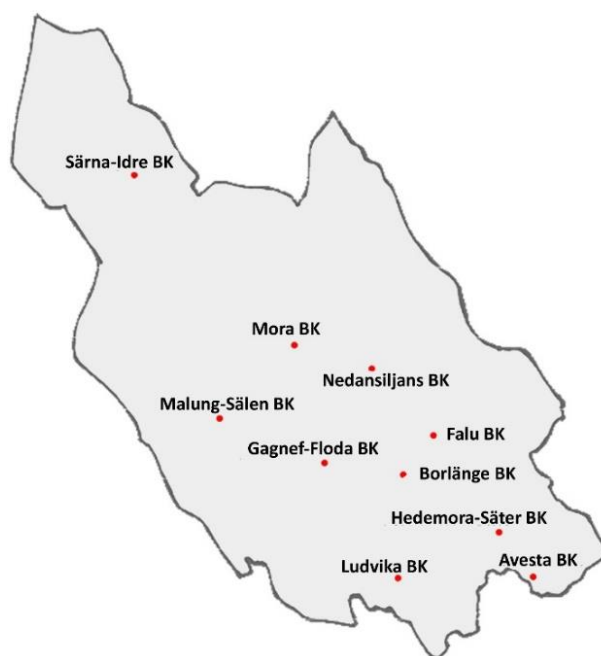 Särna-Idre BK
Mora BK
Nedansiljans BK
Malung-Sälen BK
Falu BK
Gagnef-Floda BK
Borlänge BK
Hedemora-Säter BK
Ludvika BK
Avesta BK